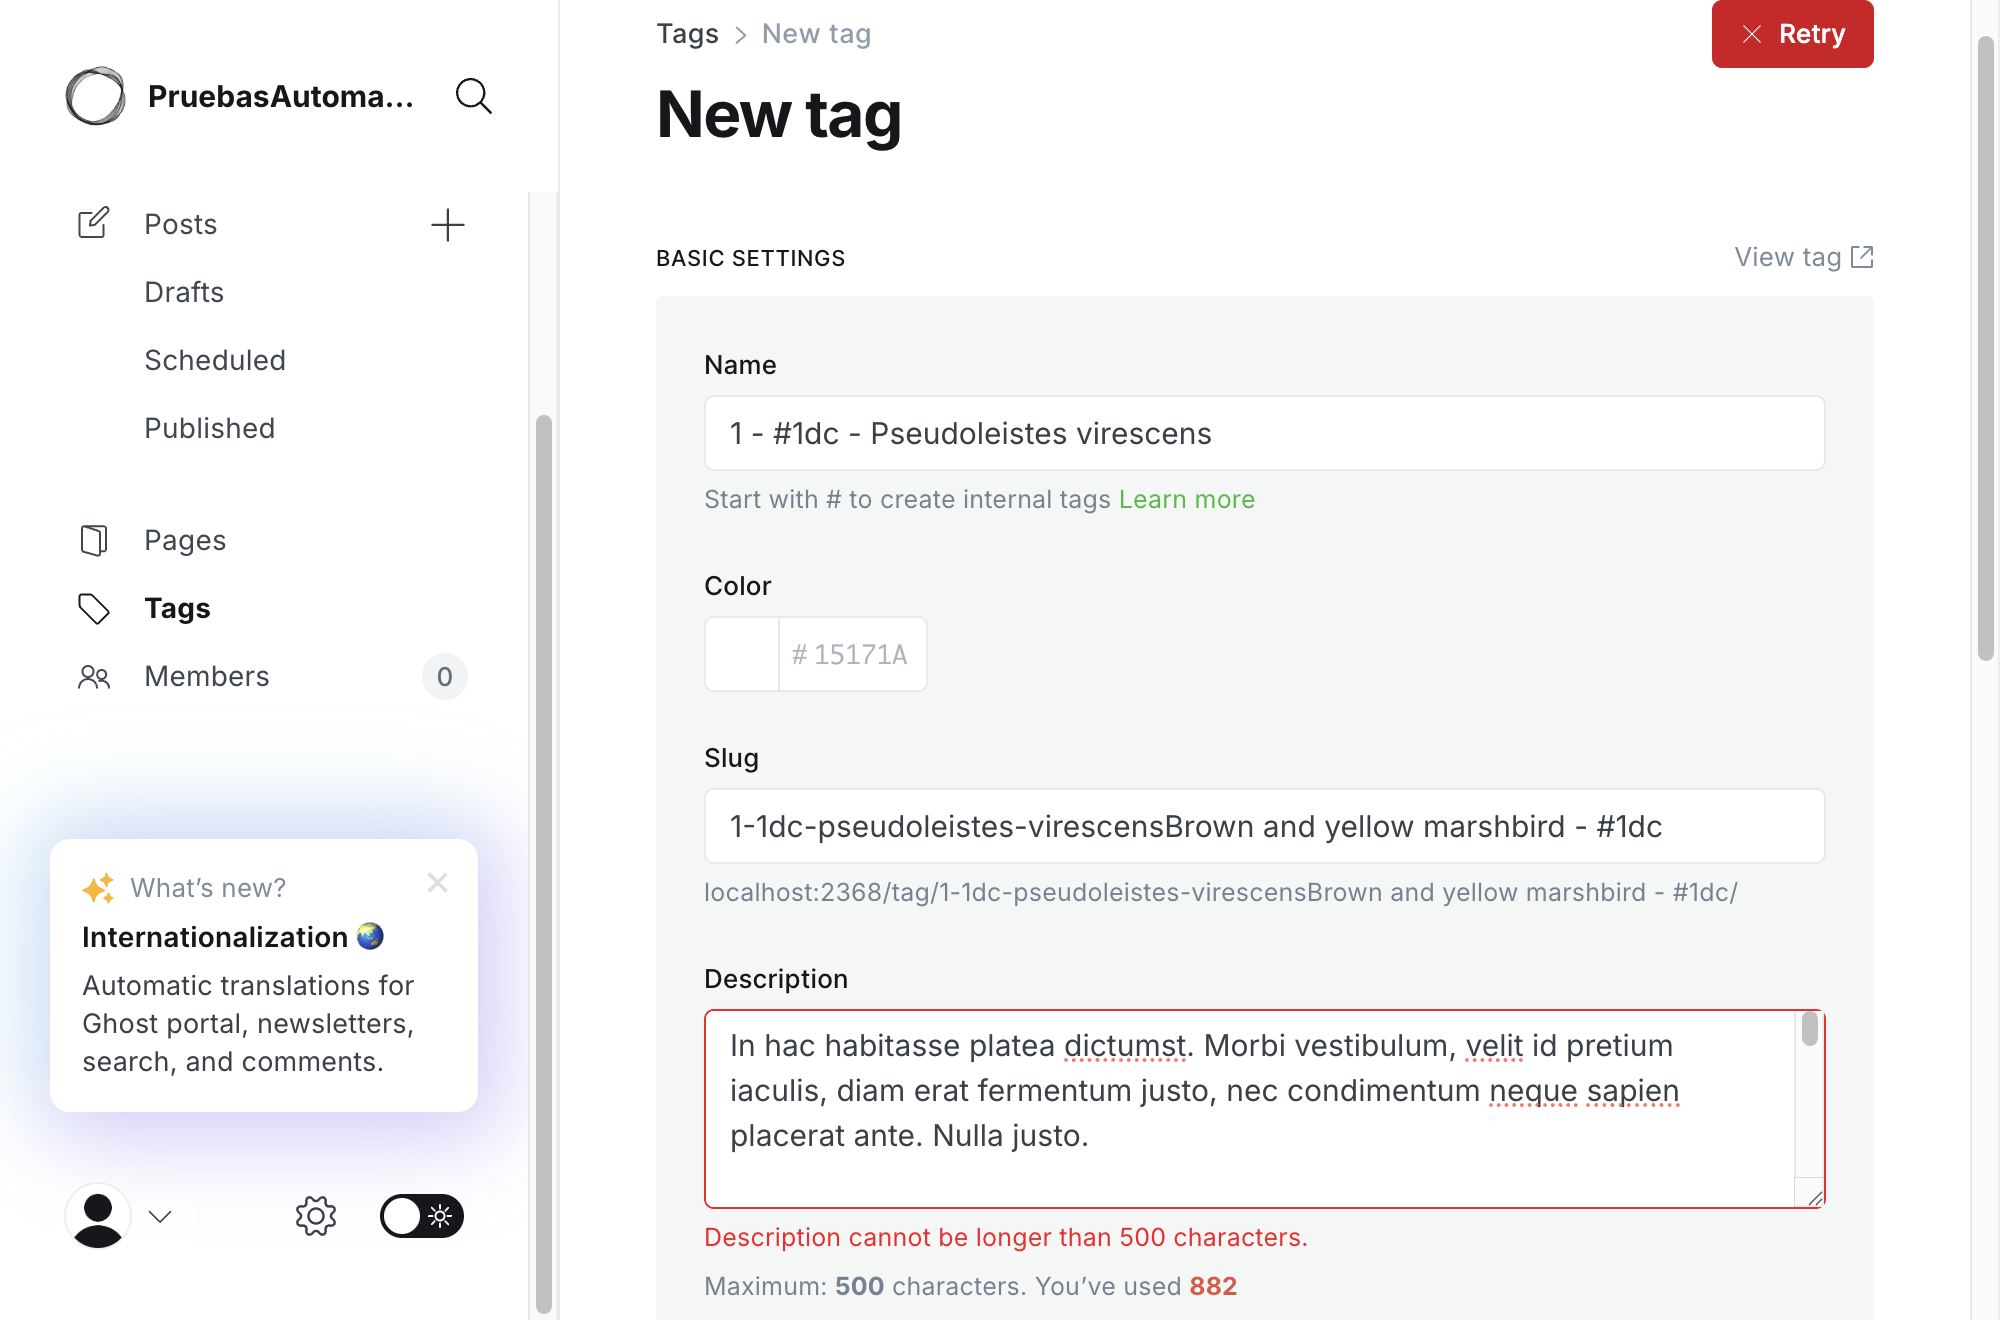 PruebasAutoma...
Posts
Drafts
Scheduled
Published
Pages
Tags
Members
0
What's new?
Internationalization
Automatic translations for
Ghost portal, newsletters,
search, and comments.
Tags > New tag
Retry
New tag
BASIC SETTINGS
View tag
Name
1 - #1dc - Pseudoleistes virescens
Start with # to create internal tags Learn more
Color
# 15171A
Slug
1-1dc-pseudoleistes-virescensBrown and yellow marshbird - #1dc
localhost:2368/tag/1-1dc-pseudoleistes-virescensBrown and yellow marshbird - #1dc/
Description
In hac habitasse platea dictumst. Morbi vestibulum, velit id pretium
iaculis, diam erat fermentum justo, nec condimentum neque sapien
placerat ante. Nulla justo.
Description cannot be longer than 500 characters.
Maximum: 500 characters. You've used 882